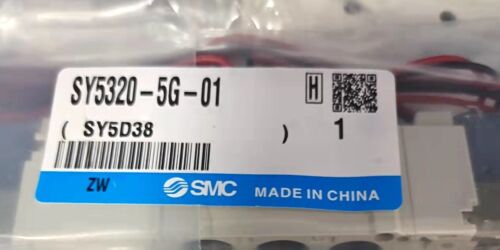 SY5320-5G-01 H
( SY5D38 ) 1
ZW SMC MADE IN CHINA